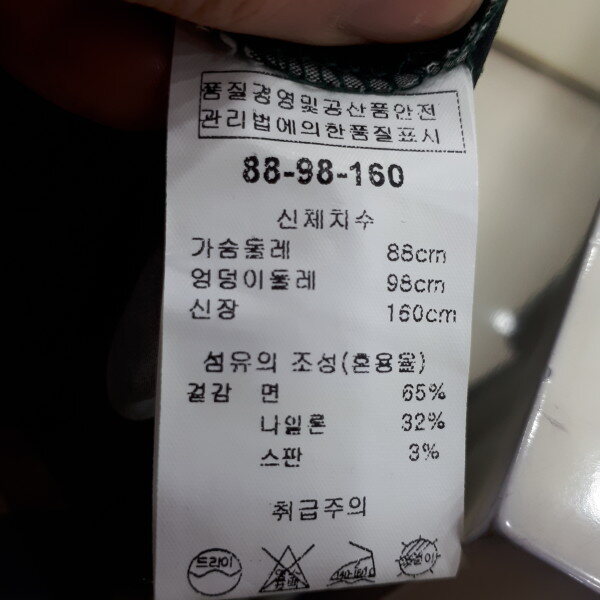 품질경영및공산품안전
관리법에의한품질표시
88-98-160
신체치수
가슴둘레 88cm
엉덩이둘레 98cm
신장 160cm
섬유의 조성(혼용율)
겉감 면 65%
나일론 32%
스판 3%
취급주의
드라이